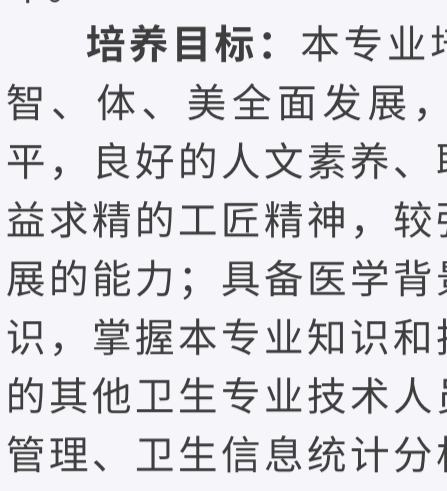 培养目标：本专业
智、体、美全面发展，
平，良好的人文素养、
益求精的工匠精神，较
展的能力；具备医学背
识，掌握本专业知识和
的其他卫生专业技术人
管理、卫生信息统计分